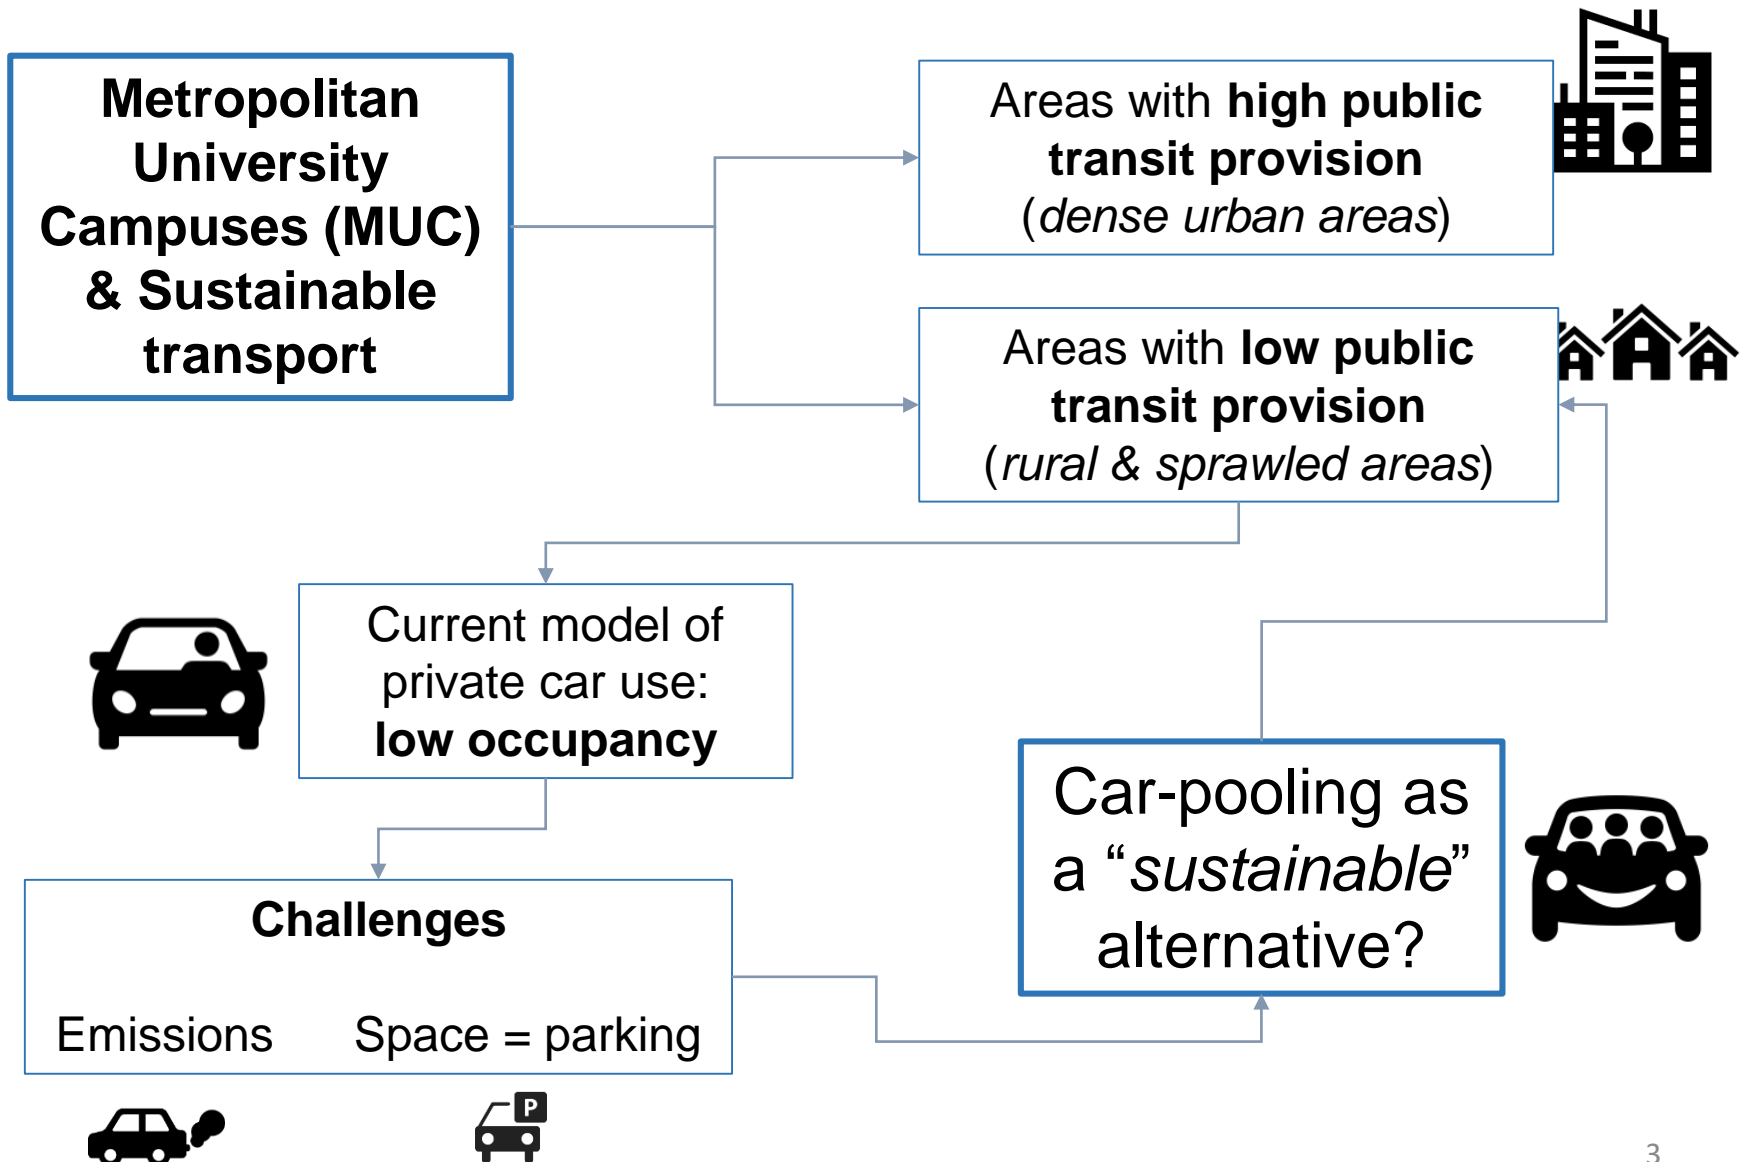 Metropolitan
University
Campuses (MUC)
& Sustainable
transport
Areas with high public
transit provision
(dense urban areas)
Areas with low public
transit provision
(rural & sprawled areas)
Current model of
private car use:
low occupancy
Challenges
Emissions Space = parking
P
Car-pooling as
a “sustainable”
alternative?
3